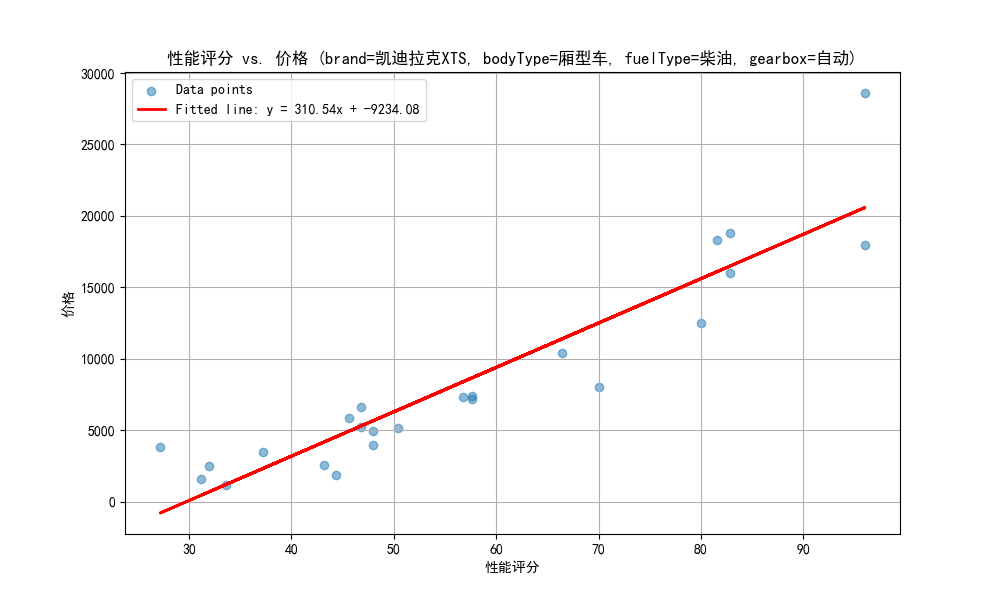 性能评分 vs. 价格 (brand=凯迪拉克XTS, bodyType=厢型车, fuelType=柴油, gearbox=自动)
Data points
Fitted line: y = 310.54x + -9234.08
30000
25000
20000
15000
10000
5000
0
价格
30 40 50 60 70 80 90
性能评分